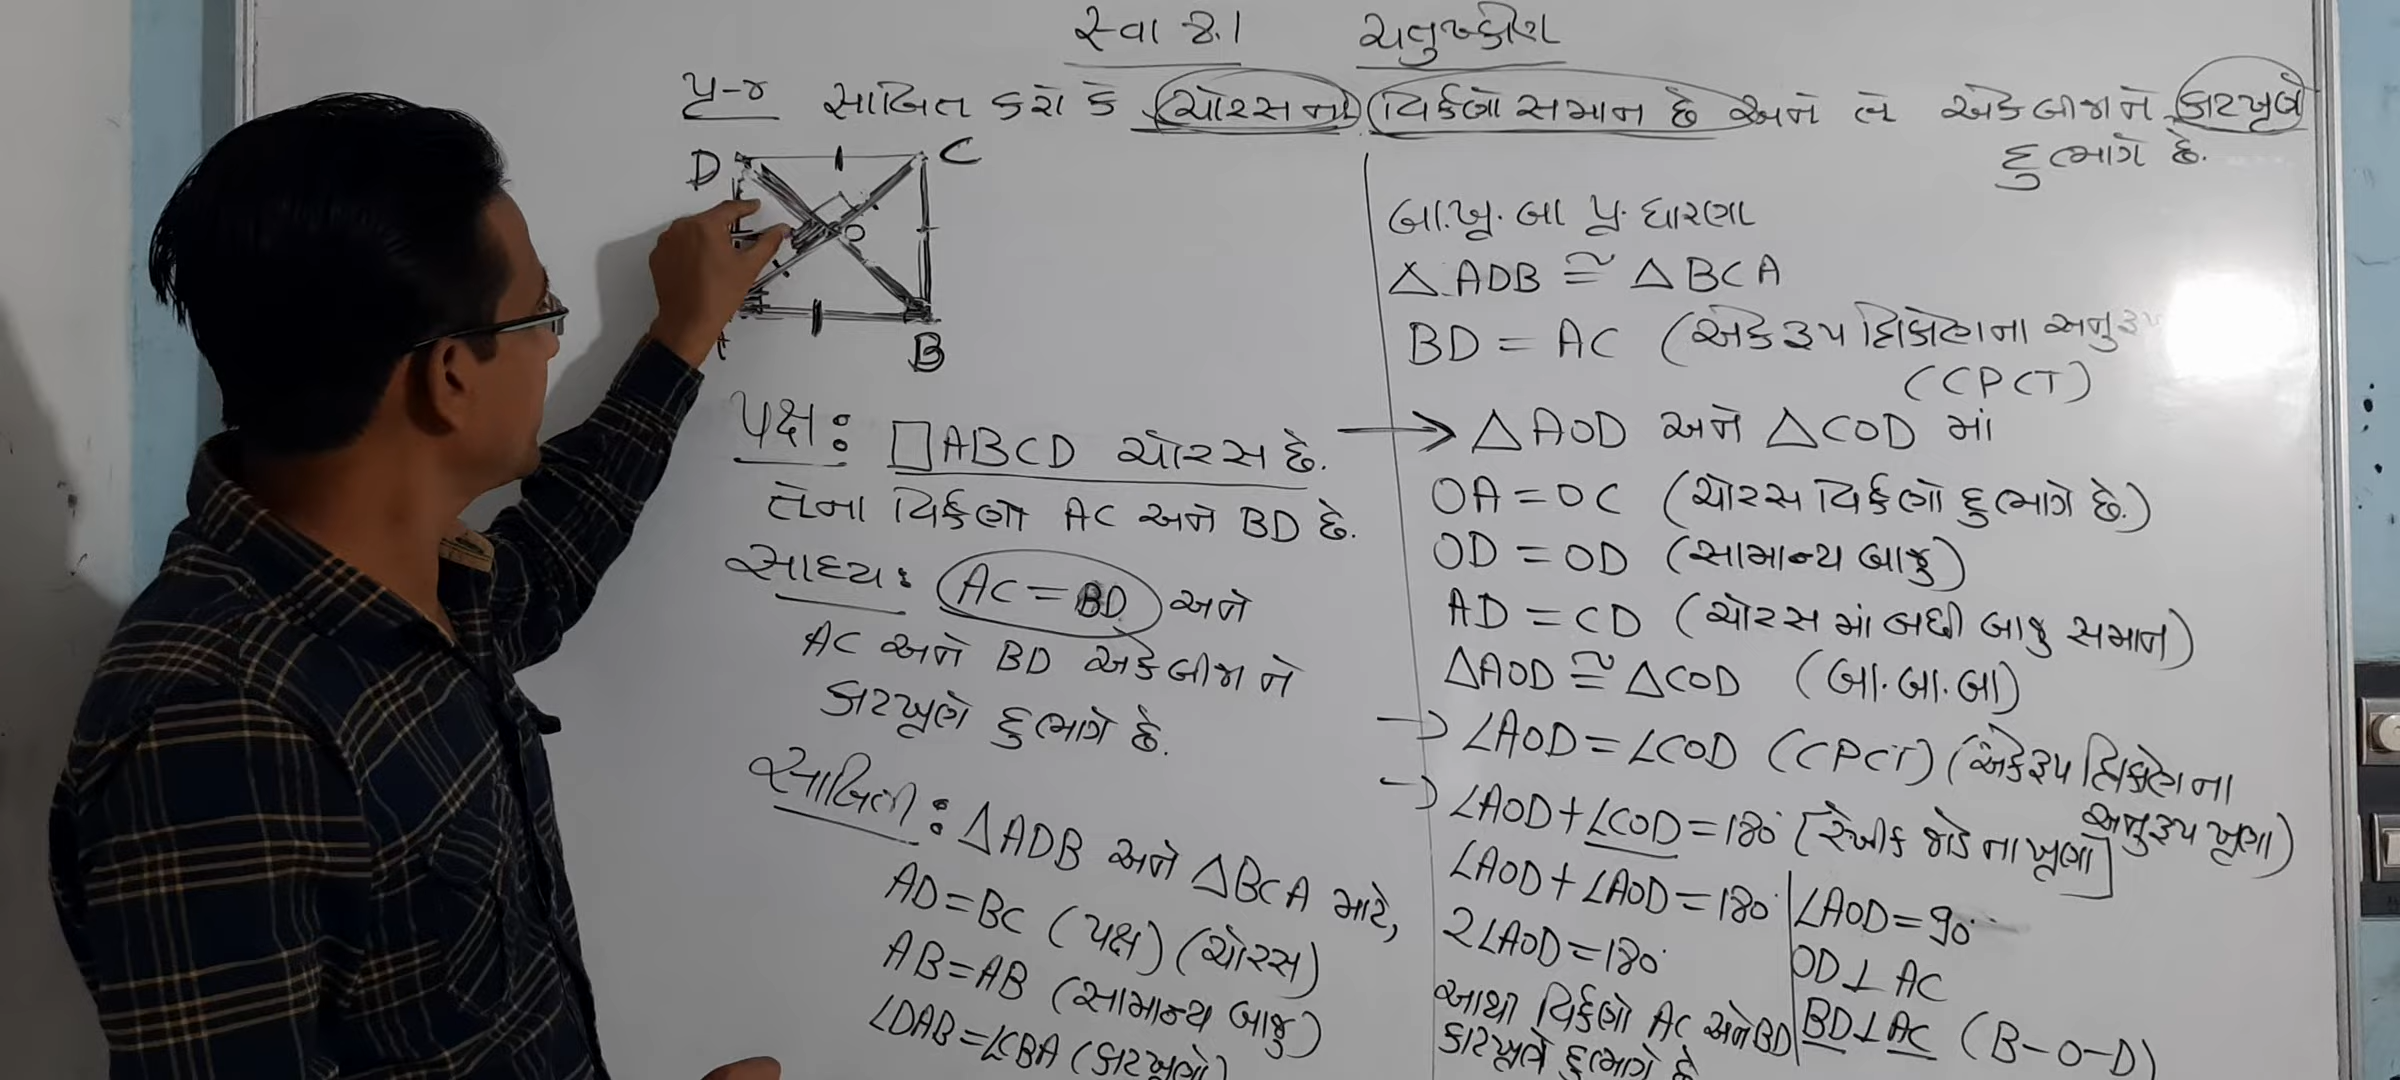 સ્વા 8.1 ચતુષ્કોણ
પ્ર-૪ સાબિત કરો કે ચોરસના વિકર્ણો સમાન છે અને તે એકબીજાને કાટખૂણે
દુભાગે છે.
D C
O
B
પક્ષ: □ABCD ચોરસ છે.
તેના વિકર્ણો AC અને BD છે.
સાધ્ય: AC = BD અને
AC અને BD એકબીજાને
કાટખૂણે દુભાગે છે.
સાબિતી: △ADB અને △BCA માટે,
AD = BC (પક્ષ) (ચોરસ)
AB = AB (સામાન્ય બાજુ)
∠DAB = ∠CBA (કાટખૂણો)
બા.ખૂ.બા પૂ. ધારણા
△ADB ≅ △BCA
BD = AC (એકરૂપ ત્રિકોણના
(CPCT)
→ △AOD અને △COD માં
OA = OC (ચોરસ વિકર્ણો દુભાગે છે.)
OD = OD (સામાન્ય બાજુ)
AD = CD (ચોરસ માં બધી બાજુ સમાન)
△AOD ≅ △COD (બા.બા.બા)
→ ∠AOD = ∠COD (CPCT) (એકરૂપ ત્રિકોણના
અનુરૂપ ખૂણા)
→ ∠AOD + ∠COD = 180° [રૈખીક જોડના ખૂણા]
∠AOD + ∠AOD = 180°
2∠AOD = 180°
∠AOD = 90°
OD ⊥ AC
BD ⊥ AC (B-O-D)
આથી વિકર્ણો AC અને BD
કાટખૂણે દુભાગે છે